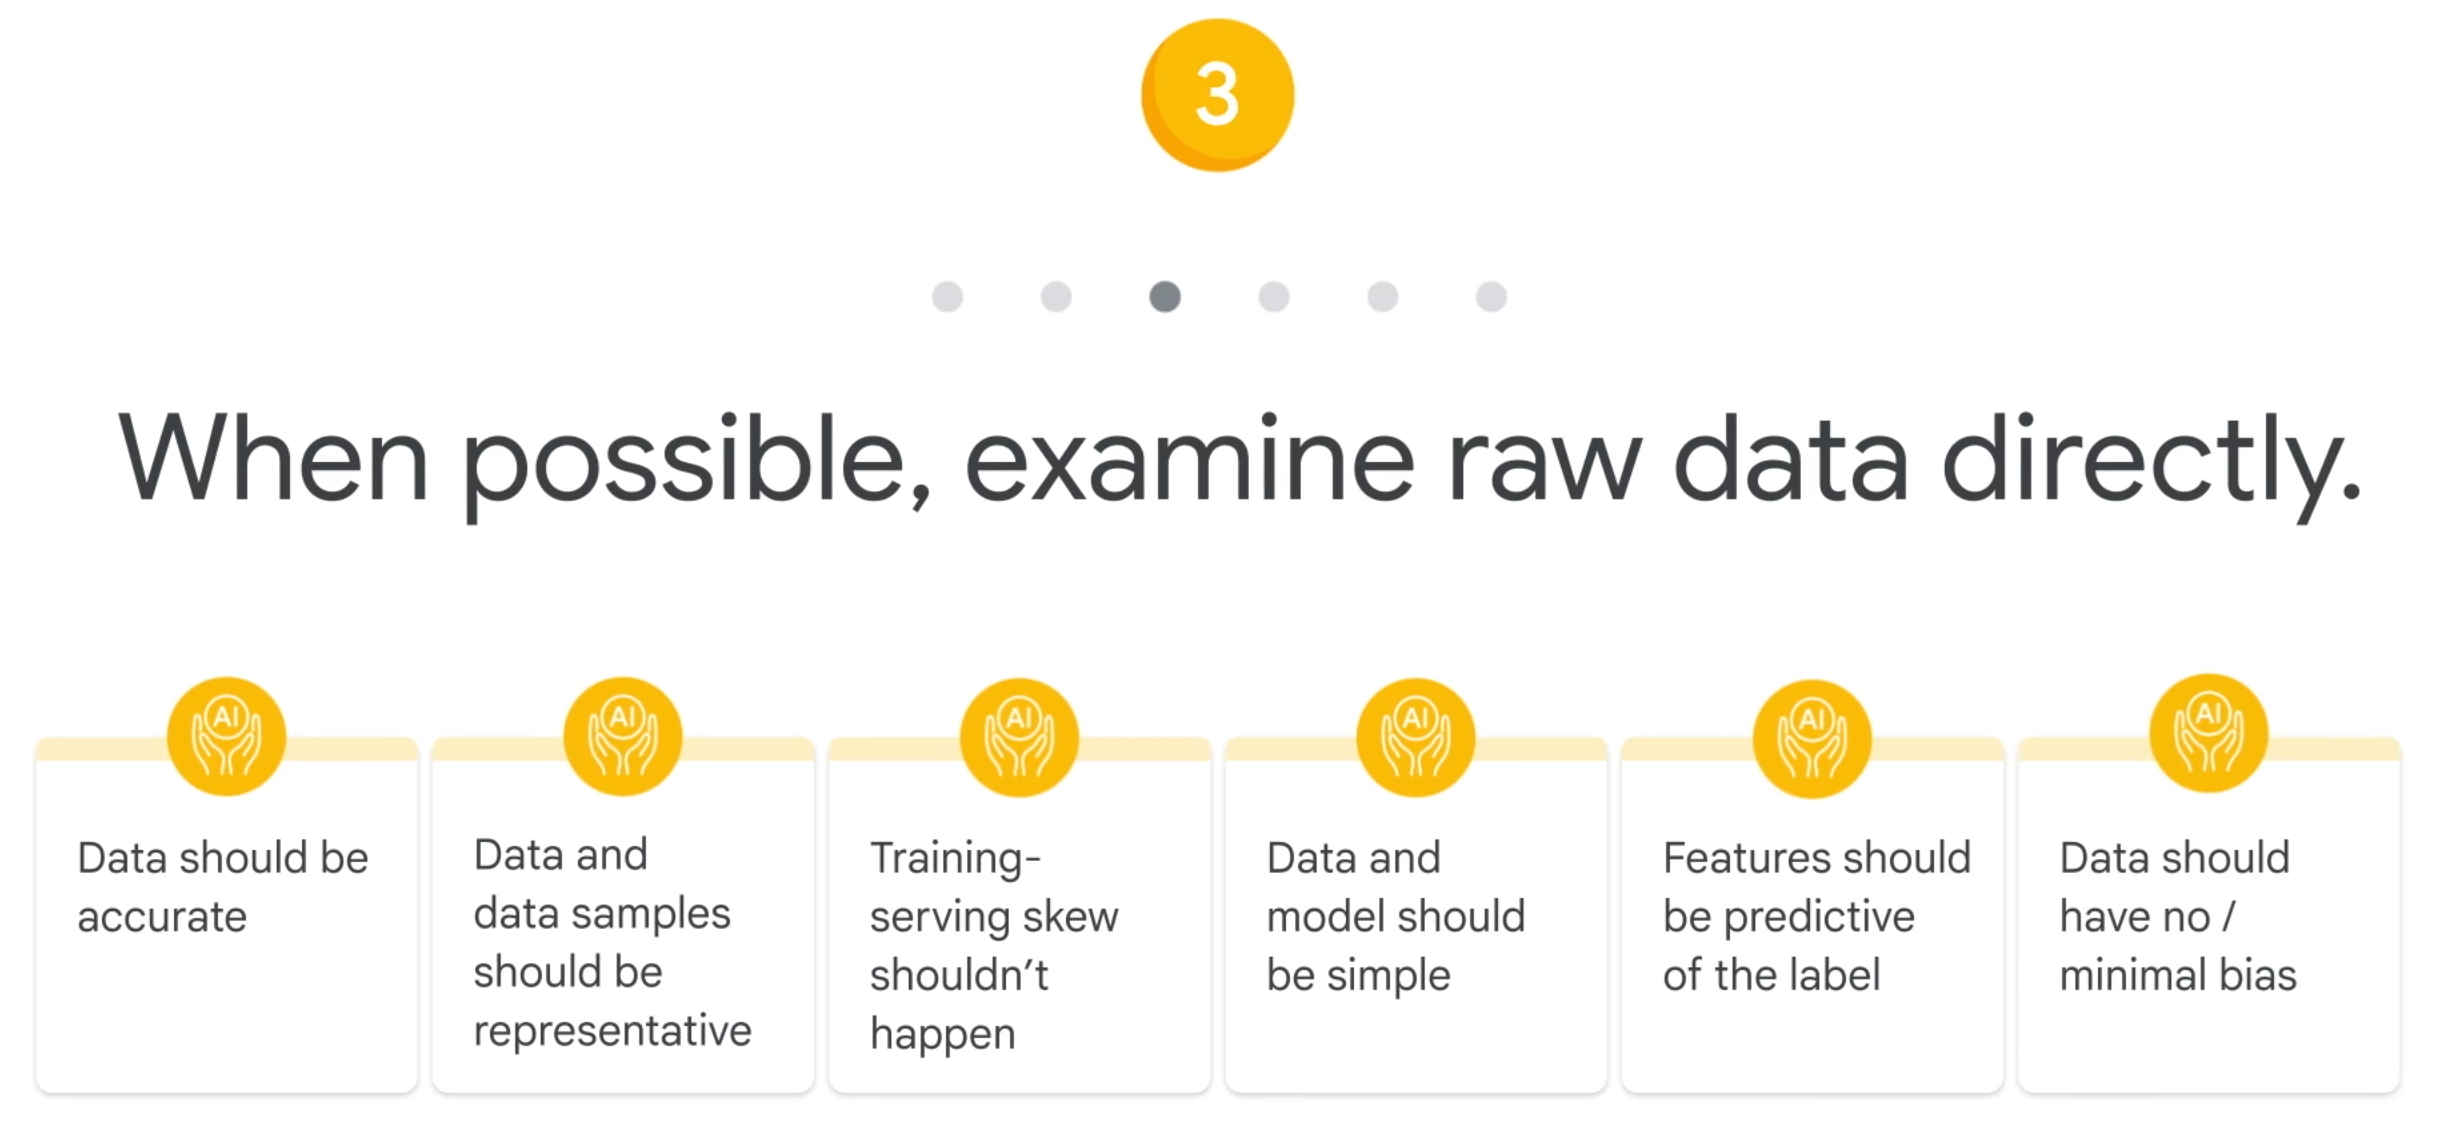 3
When possible, examine raw data directly.
AI
Data should be
accurate
AI
Data and
data samples
should be
representative
AI
Training-
serving skew
shouldn't
happen
AI
Data and
model should
be simple
AI
Features should
be predictive
of the label
AI
Data should
have no /
minimal bias